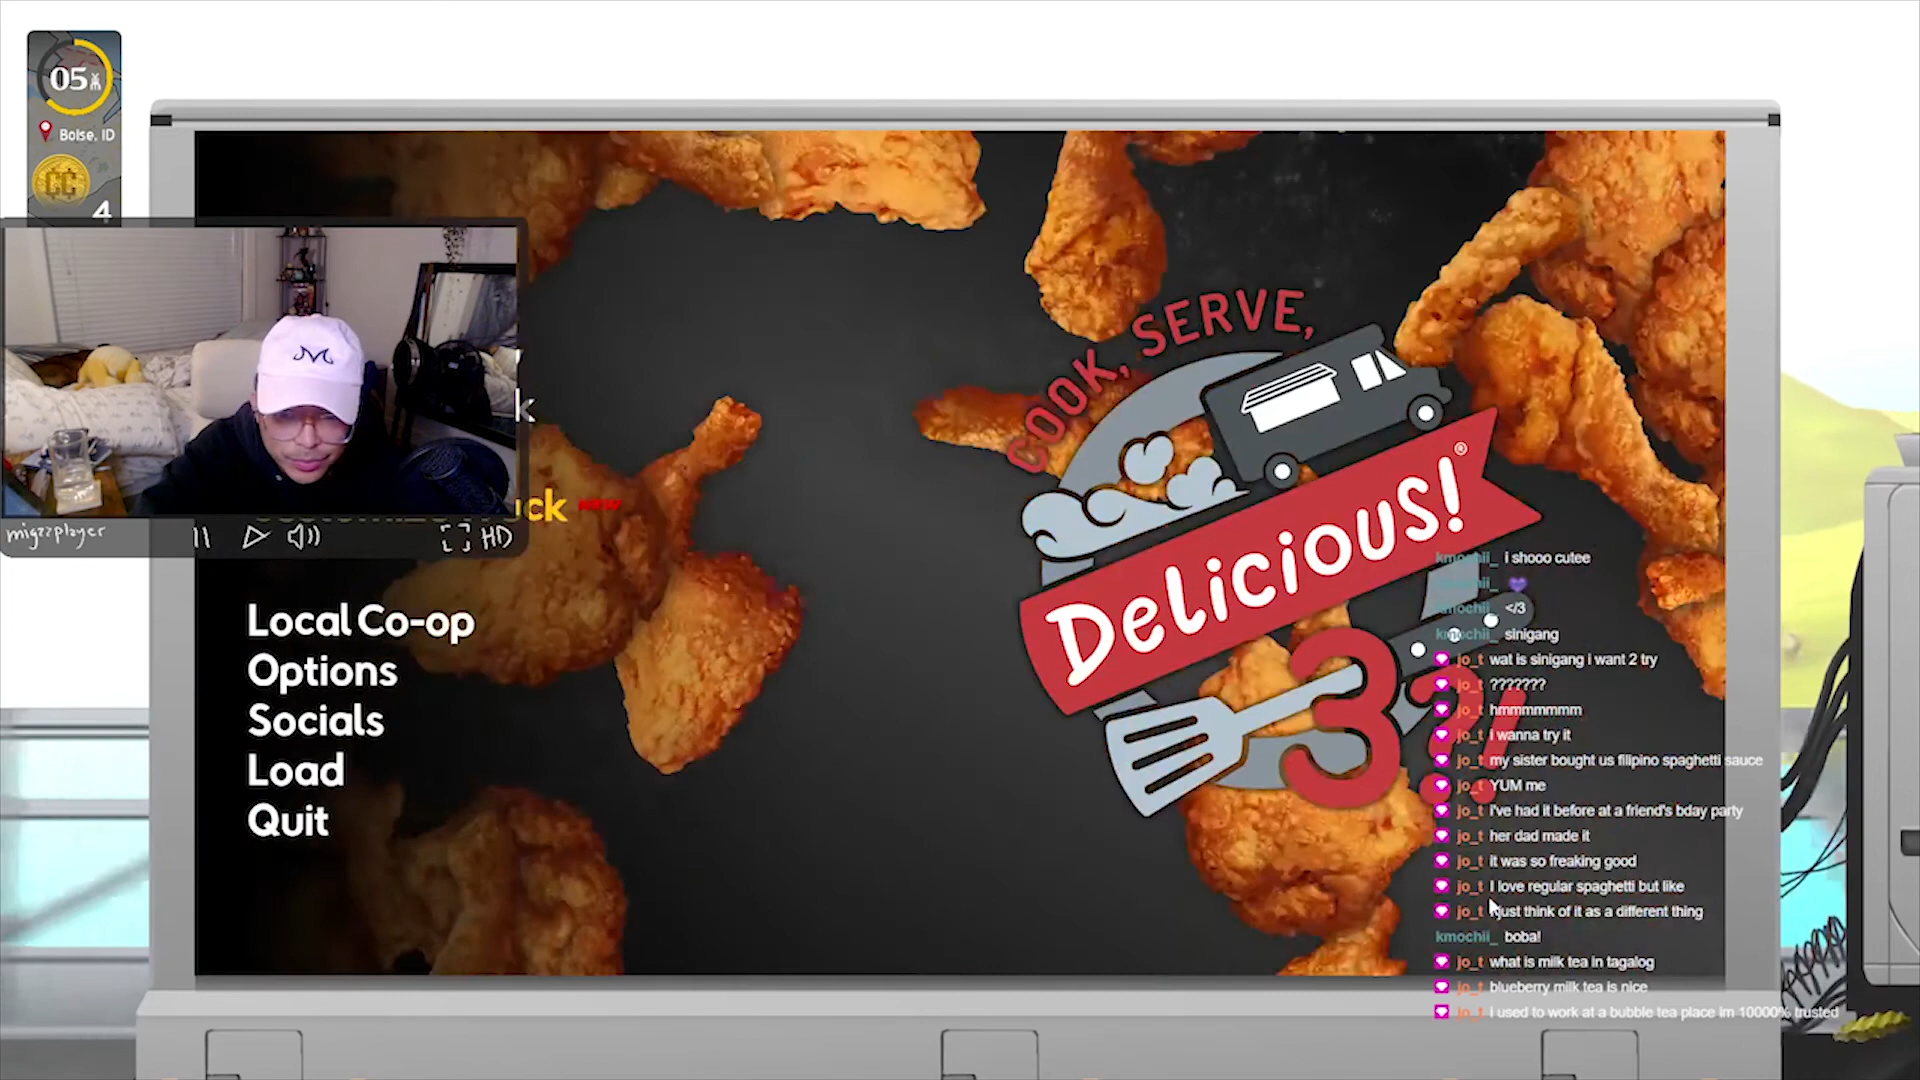 05
Boise, ID
CC
4
k
uck NEW
migzzplayer
HD
Local Co-op
Options
Socials
Load
Quit
COOK, SERVE,
Delicious!®
3?!
kmochii_ i shooo cutee
kmochii_ 💜
kmochii_ </3
kmochii_ sinigang
jo_t wat is sinigang i want 2 try
jo_t ???????
jo_t hmmmmmmm
jo_t i wanna try it
jo_t my sister bought us filipino spaghetti sauce
jo_t YUM me
jo_t I've had it before at a friend's bday party
jo_t her dad made it
jo_t it was so freaking good
jo_t I love regular spaghetti but like
jo_t just think of it as a different thing
kmochii_ boba!
jo_t what is milk tea in tagalog
jo_t blueberry milk tea is nice
jo_t i used to work at a bubble tea place im 10000% trusted